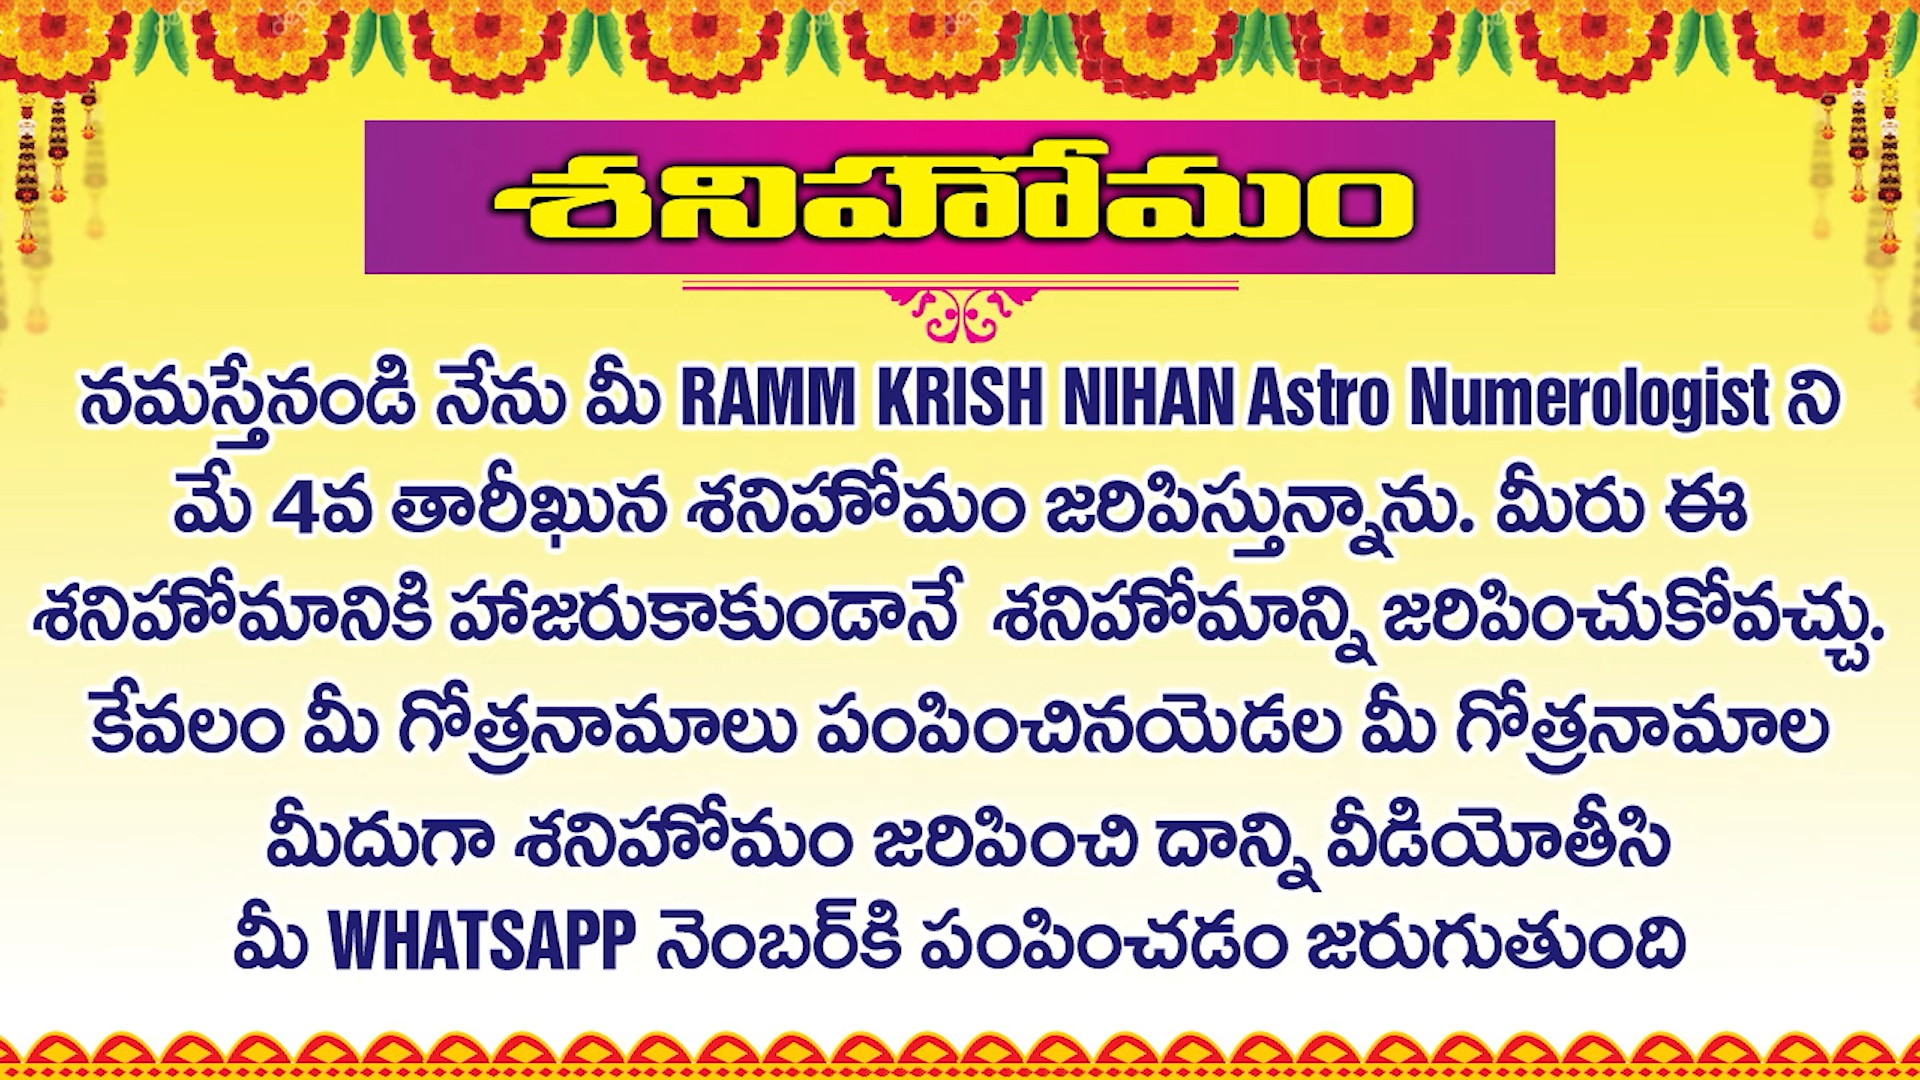 శనిహోమం
నమస్తేనండి నేను మీ RAMM KRISH NIHAN Astro Numerologist ని
మే 4వ తారీఖున శనిహోమం జరిపిస్తున్నాను. మీరు ఈ
శనిహోమానికి హాజరుకాకుండానే శనిహోమాన్ని జరిపించుకోవచ్చు.
కేవలం మీ గోత్రనామాలు పంపించినయెడల మీ గోత్రనామాల
మీదుగా శనిహోమం జరిపించి దాన్ని వీడియోతీసి
మీ WHATSAPP నెంబర్‌కి పంపించడం జరుగుతుంది